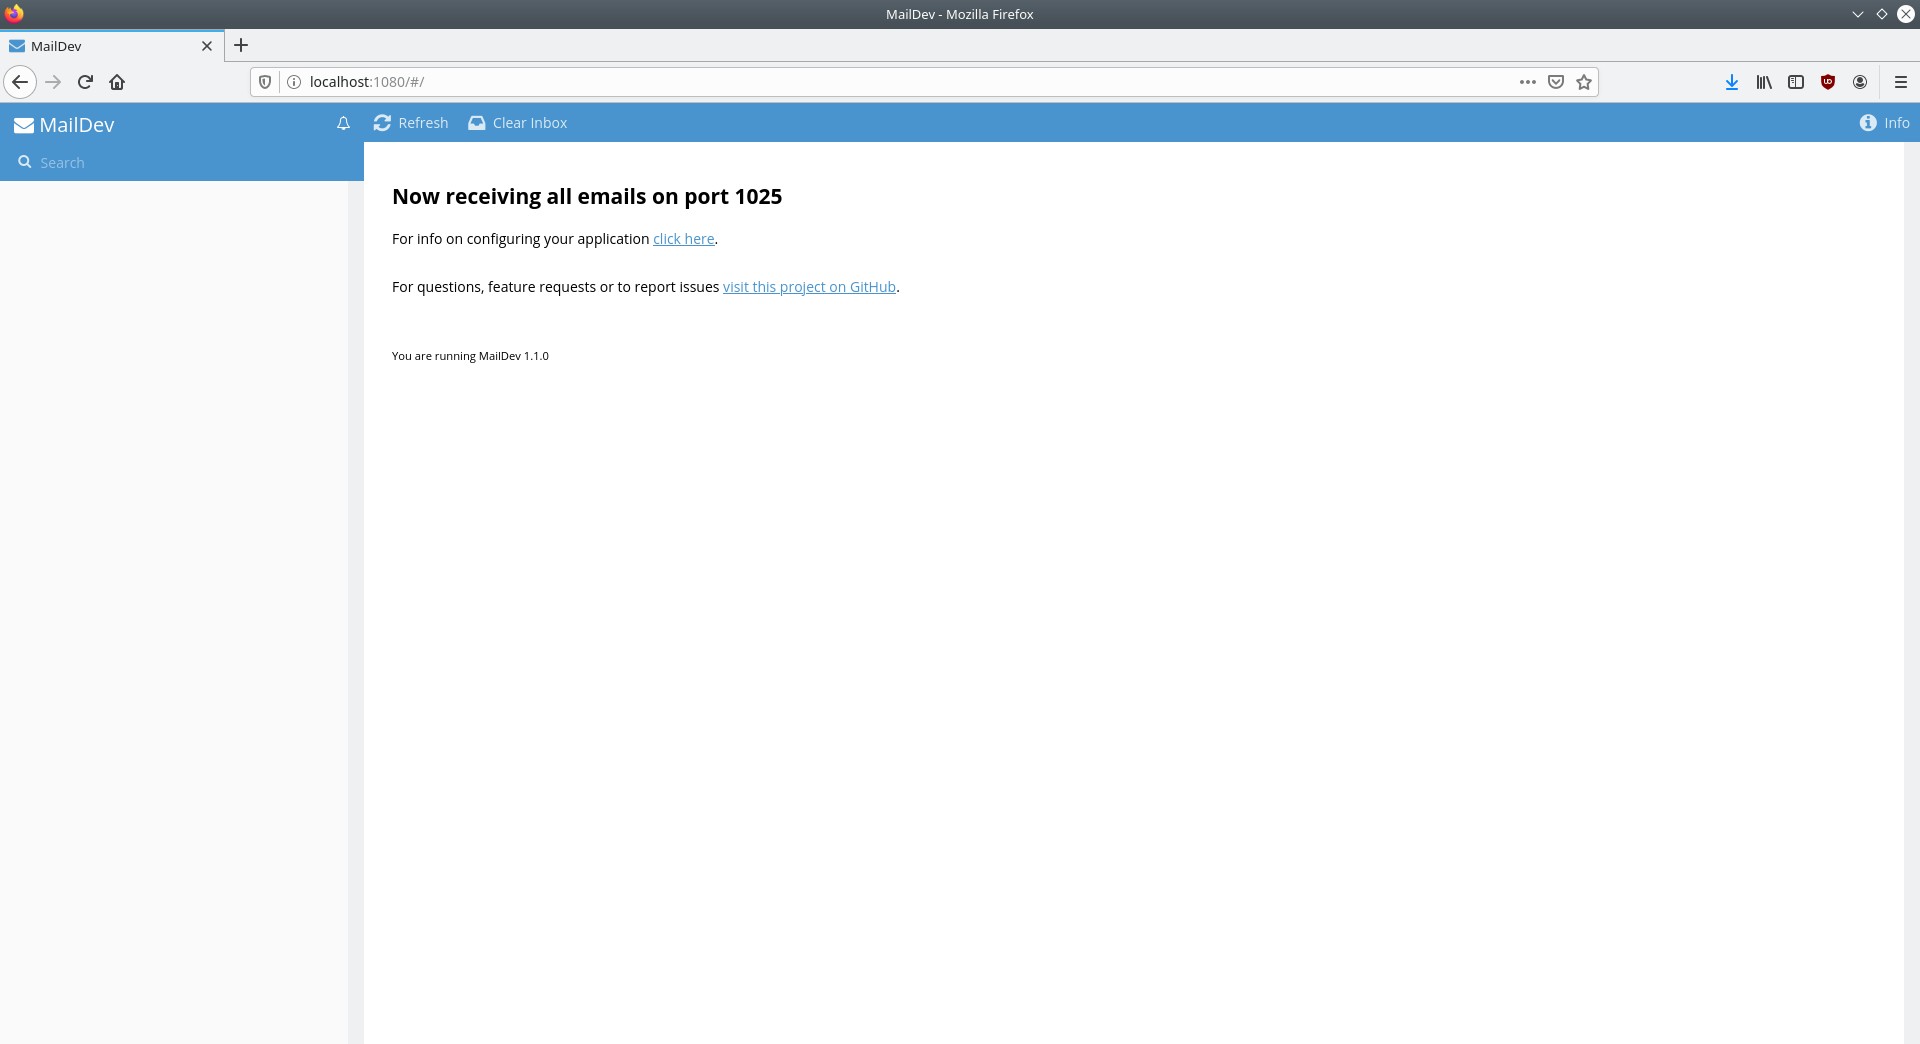 MailDev - Mozilla Firefox
MailDev
localhost:1080/#/
MailDev
Refresh
Clear Inbox
Info
Search
Now receiving all emails on port 1025
For info on configuring your application click here.
For questions, feature requests or to report issues visit this project on GitHub.
You are running MailDev 1.1.0